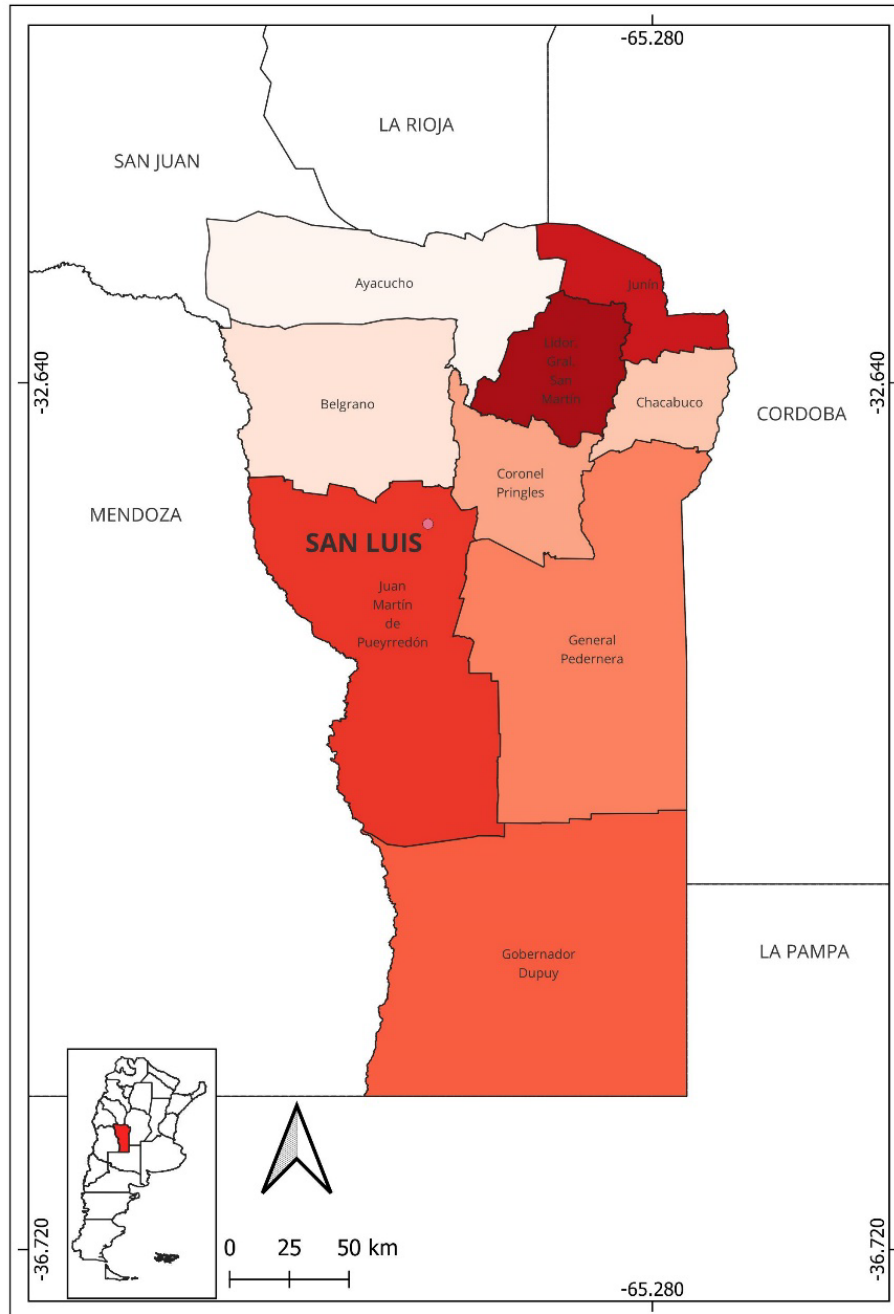 -65.280
LA RIOJA
SAN JUAN
Ayacucho
Junín
Lidor.
Gral.
San
Martín
-32.640
-32.640
Belgrano
Chacabuco
CORDOBA
Coronel
Pringles
MENDOZA
SAN LUIS
Juan
Martín
de
Pueyrredón
General
Pedernera
Gobernador
Dupuy
LA PAMPA
-36.720
-36.720
0 25 50 km
-65.280